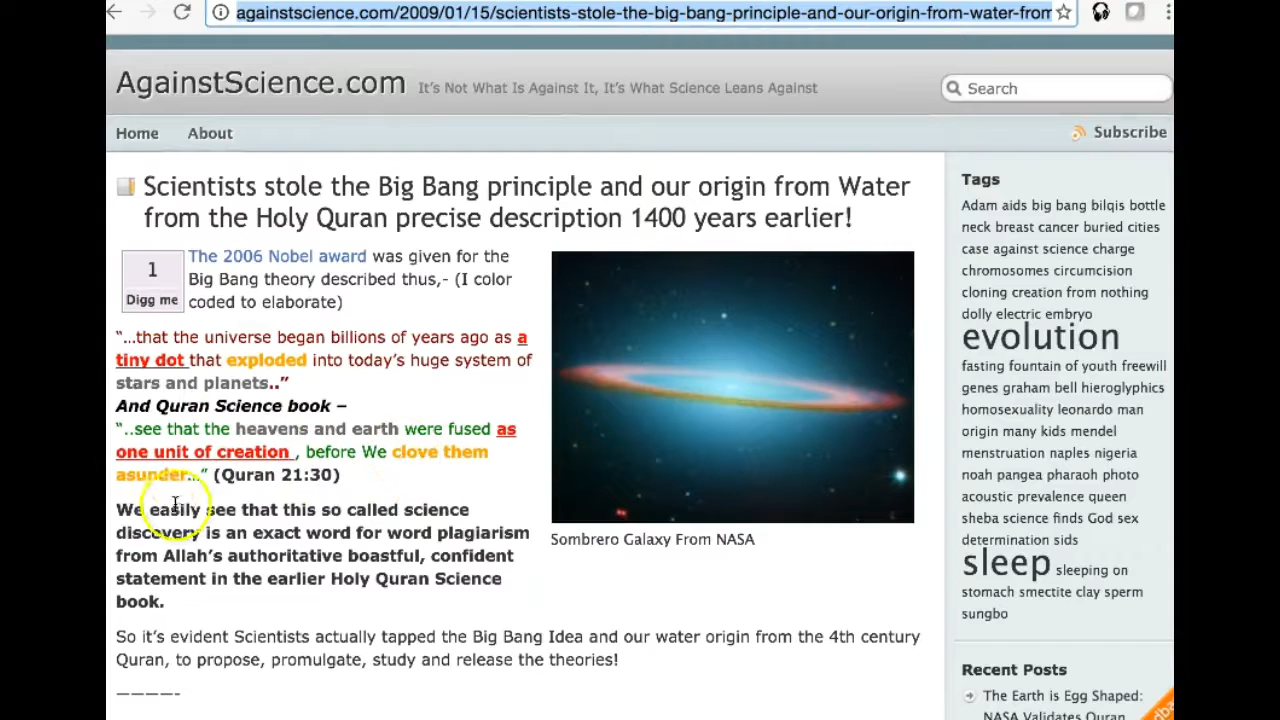 againstscience.com/2009/01/15/scientists-stole-the-big-bang-principle-and-our-origin-from-water-from
AgainstScience.com
It's Not What Is Against It, It's What Science Leans Against
Search
Home
About
Subscribe
Scientists stole the Big Bang principle and our origin from Water
from the Holy Quran precise description 1400 years earlier!
1
Digg me
The 2006 Nobel award was given for the
Big Bang theory described thus,- (I color
coded to elaborate)
"…that the universe began billions of years ago as a
tiny dot that exploded into today's huge system of
stars and planets.."
And Quran Science book –
"..see that the heavens and earth were fused as
one unit of creation , before We clove them
asunder…" (Quran 21:30)
We easily see that this so called science
discovery is an exact word for word plagiarism
from Allah's authoritative boastful, confident
statement in the earlier Holy Quran Science
book.
Sombrero Galaxy From NASA
So it's evident Scientists actually tapped the Big Bang Idea and our water origin from the 4th century
Quran, to propose, promulgate, study and release the theories!
————-
Tags
Adam aids big bang bilqis bottle
neck breast cancer buried cities
case against science charge
chromosomes circumcision
cloning creation from nothing
dolly electric embryo
evolution
fasting fountain of youth freewill
genes graham bell hieroglyphics
homosexuality leonardo man
origin many kids mendel
menstruation naples nigeria
noah pangea pharaoh photo
acoustic prevalence queen
sheba science finds God sex
determination sids
sleep sleeping on
stomach smectite clay sperm
sungbo
Recent Posts
The Earth is Egg Shaped:
NASA Validates Quran